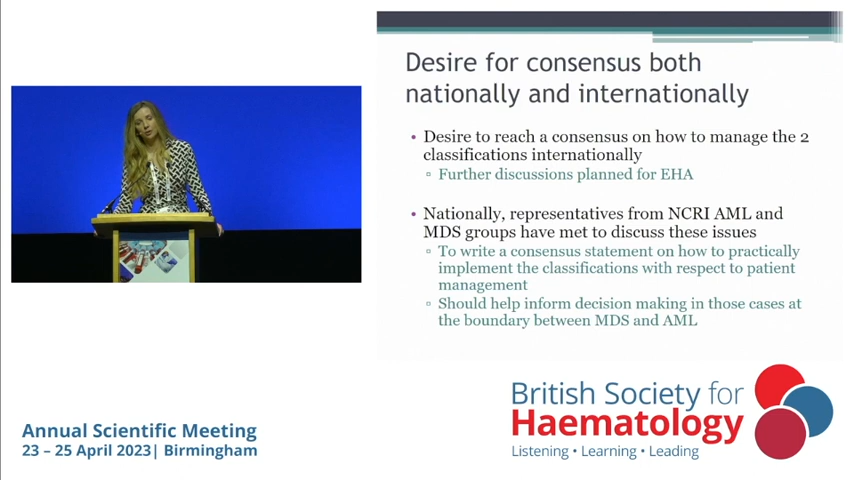 Desire for consensus both
nationally and internationally
• Desire to reach a consensus on how to manage the 2
classifications internationally
▫ Further discussions planned for EHA
• Nationally, representatives from NCRI AML and
MDS groups have met to discuss these issues
▫ To write a consensus statement on how to practically
implement the classifications with respect to patient
management
▫ Should help inform decision making in those cases at
the boundary between MDS and AML
Annual Scientific Meeting
23 – 25 April 2023| Birmingham
British Society for
Haematology
Listening • Learning • Leading